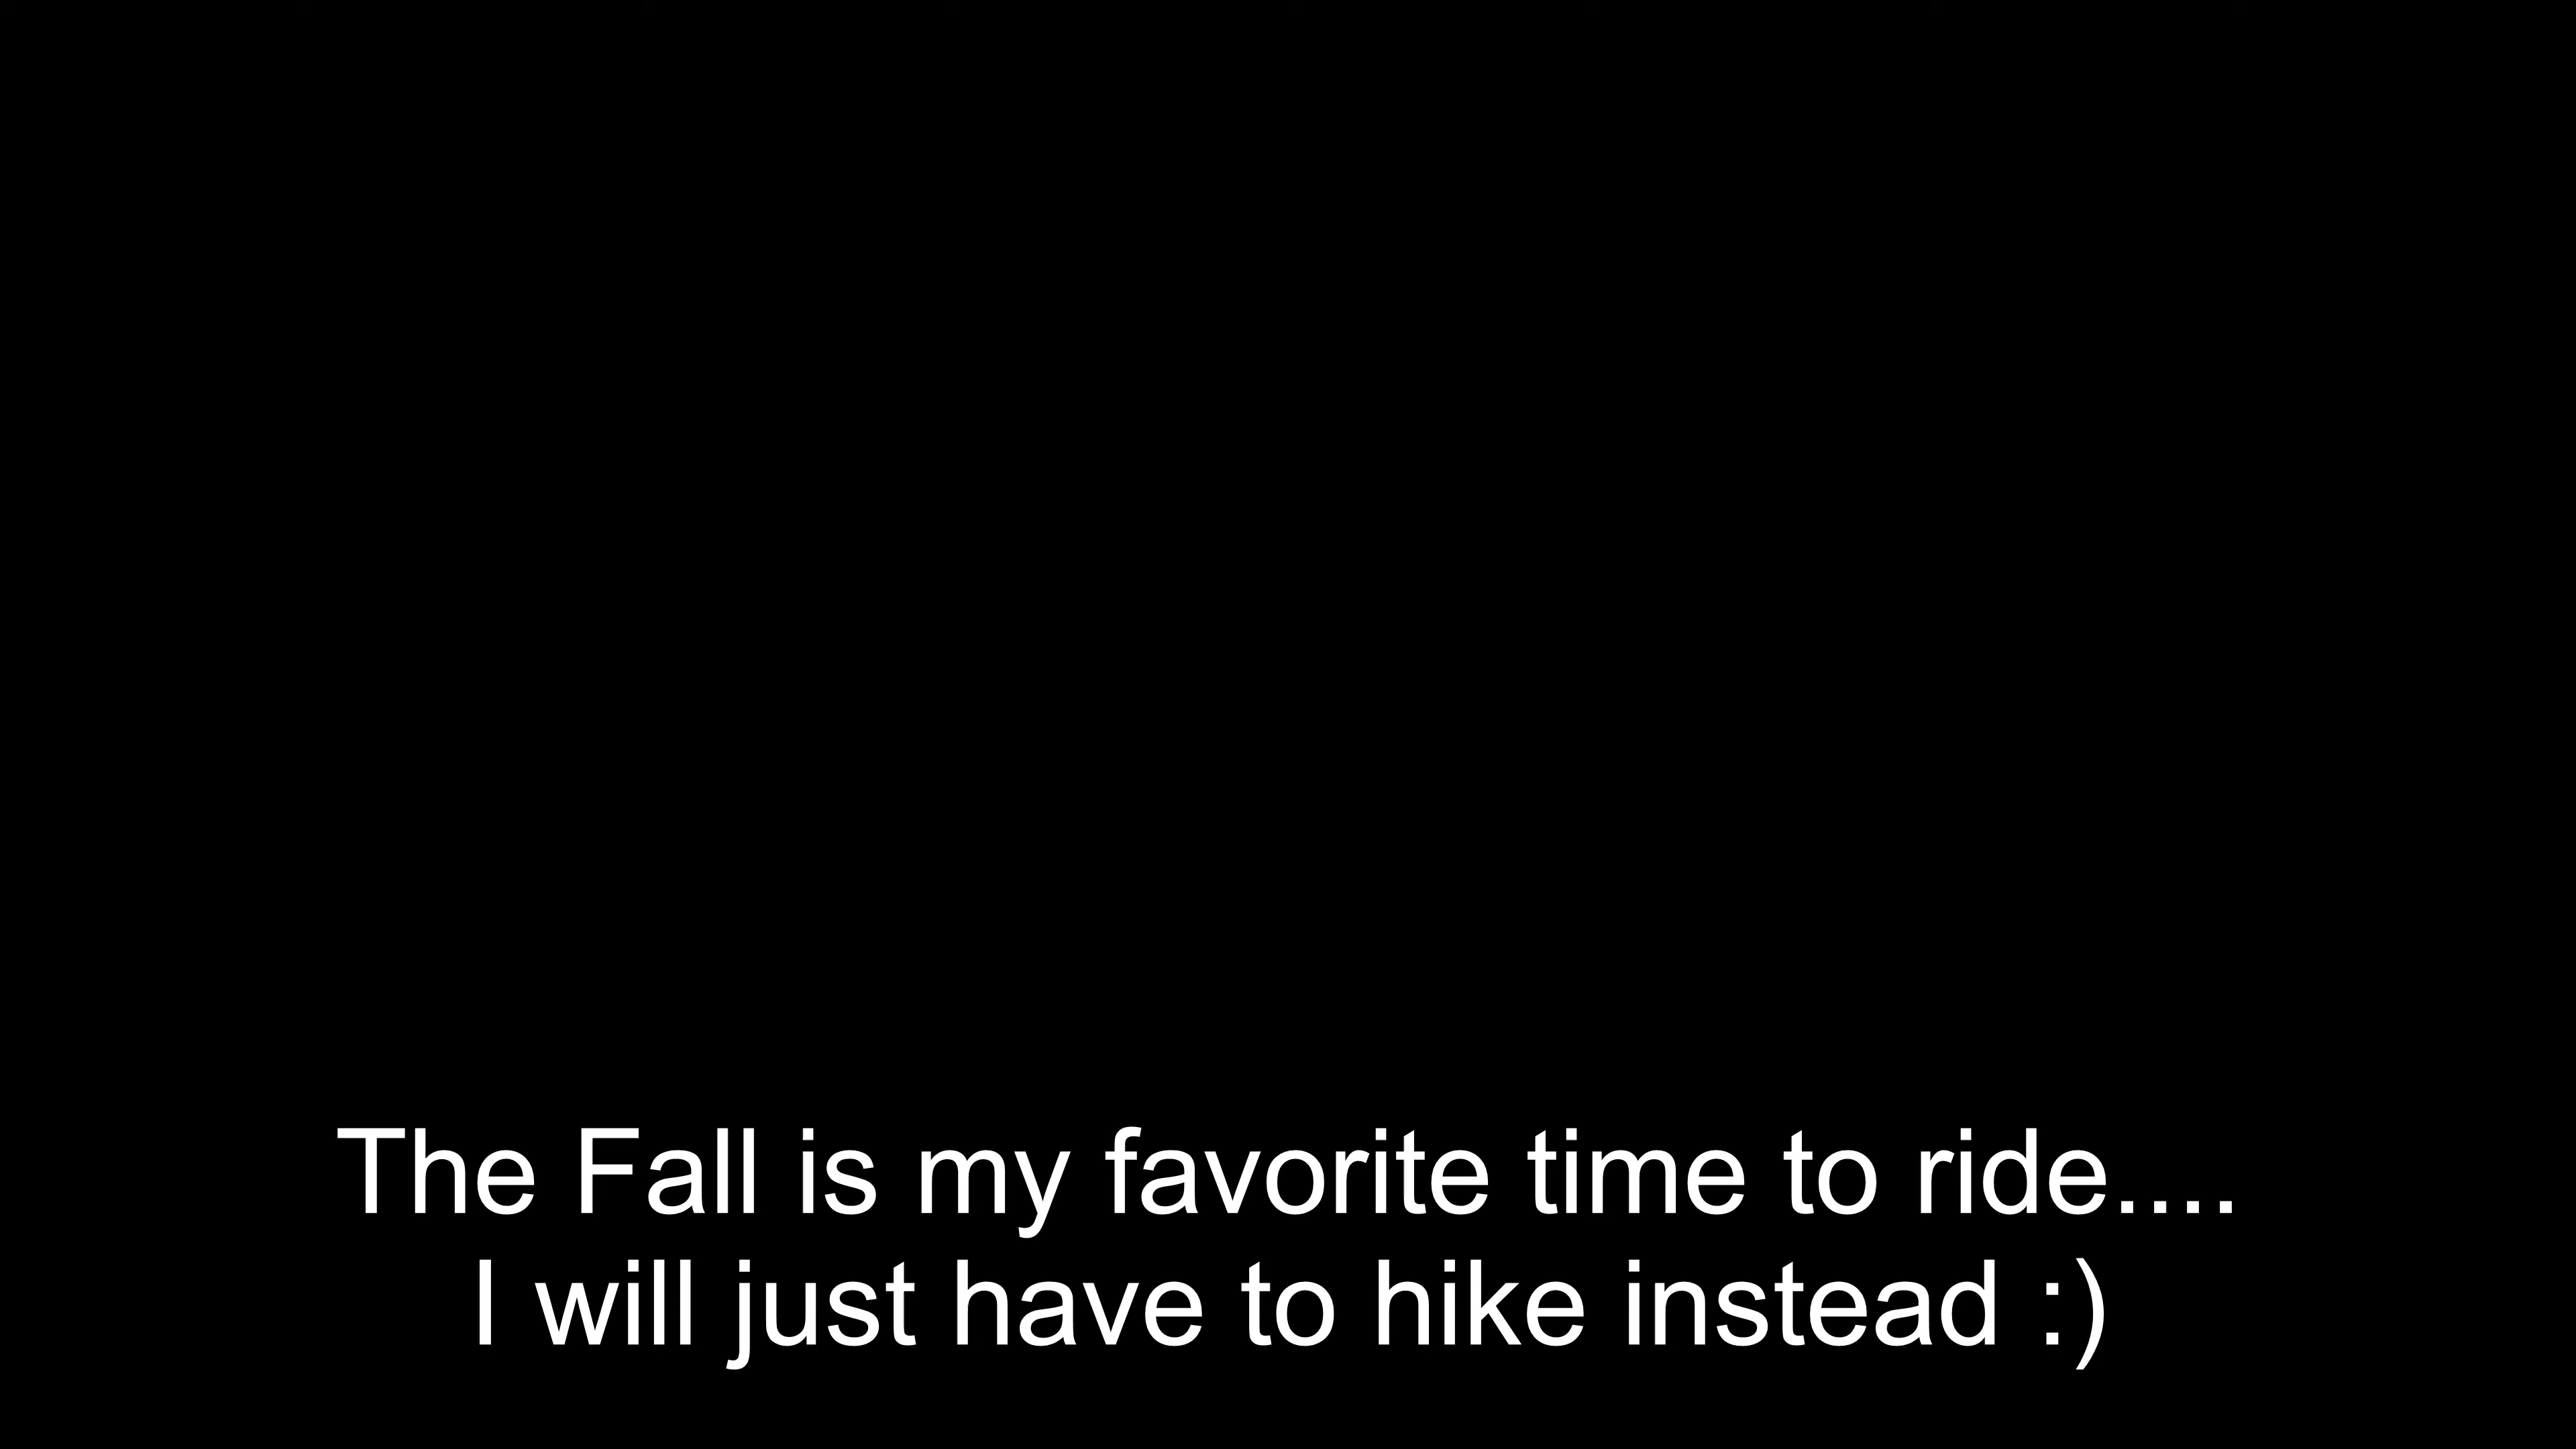 The Fall is my favorite time to ride....
I will just have to hike instead :)